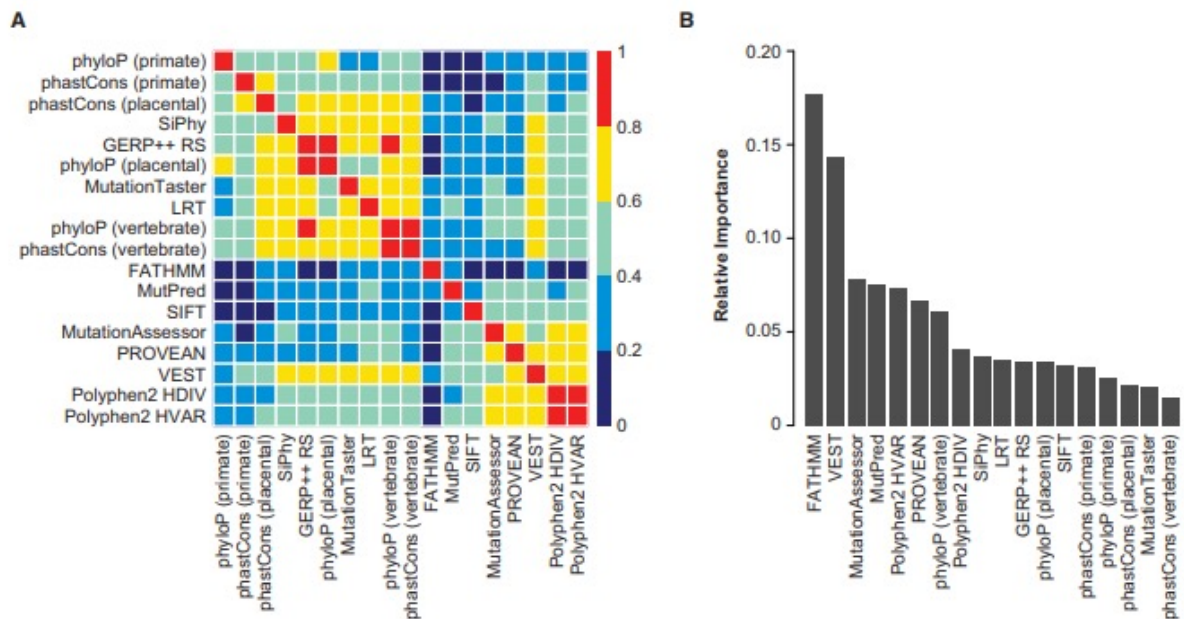 A
phyloP (primate)
phastCons (primate)
phastCons (placental)
SiPhy
GERP++ RS
phyloP (placental)
MutationTaster
LRT
phyloP (vertebrate)
phastCons (vertebrate)
FATHMM
MutPred
SIFT
MutationAssessor
PROVEAN
VEST
Polyphen2 HDIV
Polyphen2 HVAR
1
0.8
0.6
0.4
0.2
0
phyloP (primate)
phastCons (primate)
phastCons (placental)
SiPhy
GERP++ RS
phyloP (placental)
MutationTaster
LRT
phyloP (vertebrate)
phastCons (vertebrate)
FATHMM
MutPred
SIFT
MutationAssessor
PROVEAN
VEST
Polyphen2 HDIV
Polyphen2 HVAR
B
Relative Importance
0.20
0.15
0.10
0.05
0
FATHMM
VEST
MutationAssessor
MutPred
Polyphen2 HVAR
PROVEAN
phyloP (vertebrate)
Polyphen2 HDIV
SiPhy
LRT
GERP++ RS
phyloP (placental)
SIFT
phastCons (primate)
phyloP (primate)
phastCons (placental)
MutationTaster
phastCons (vertebrate)